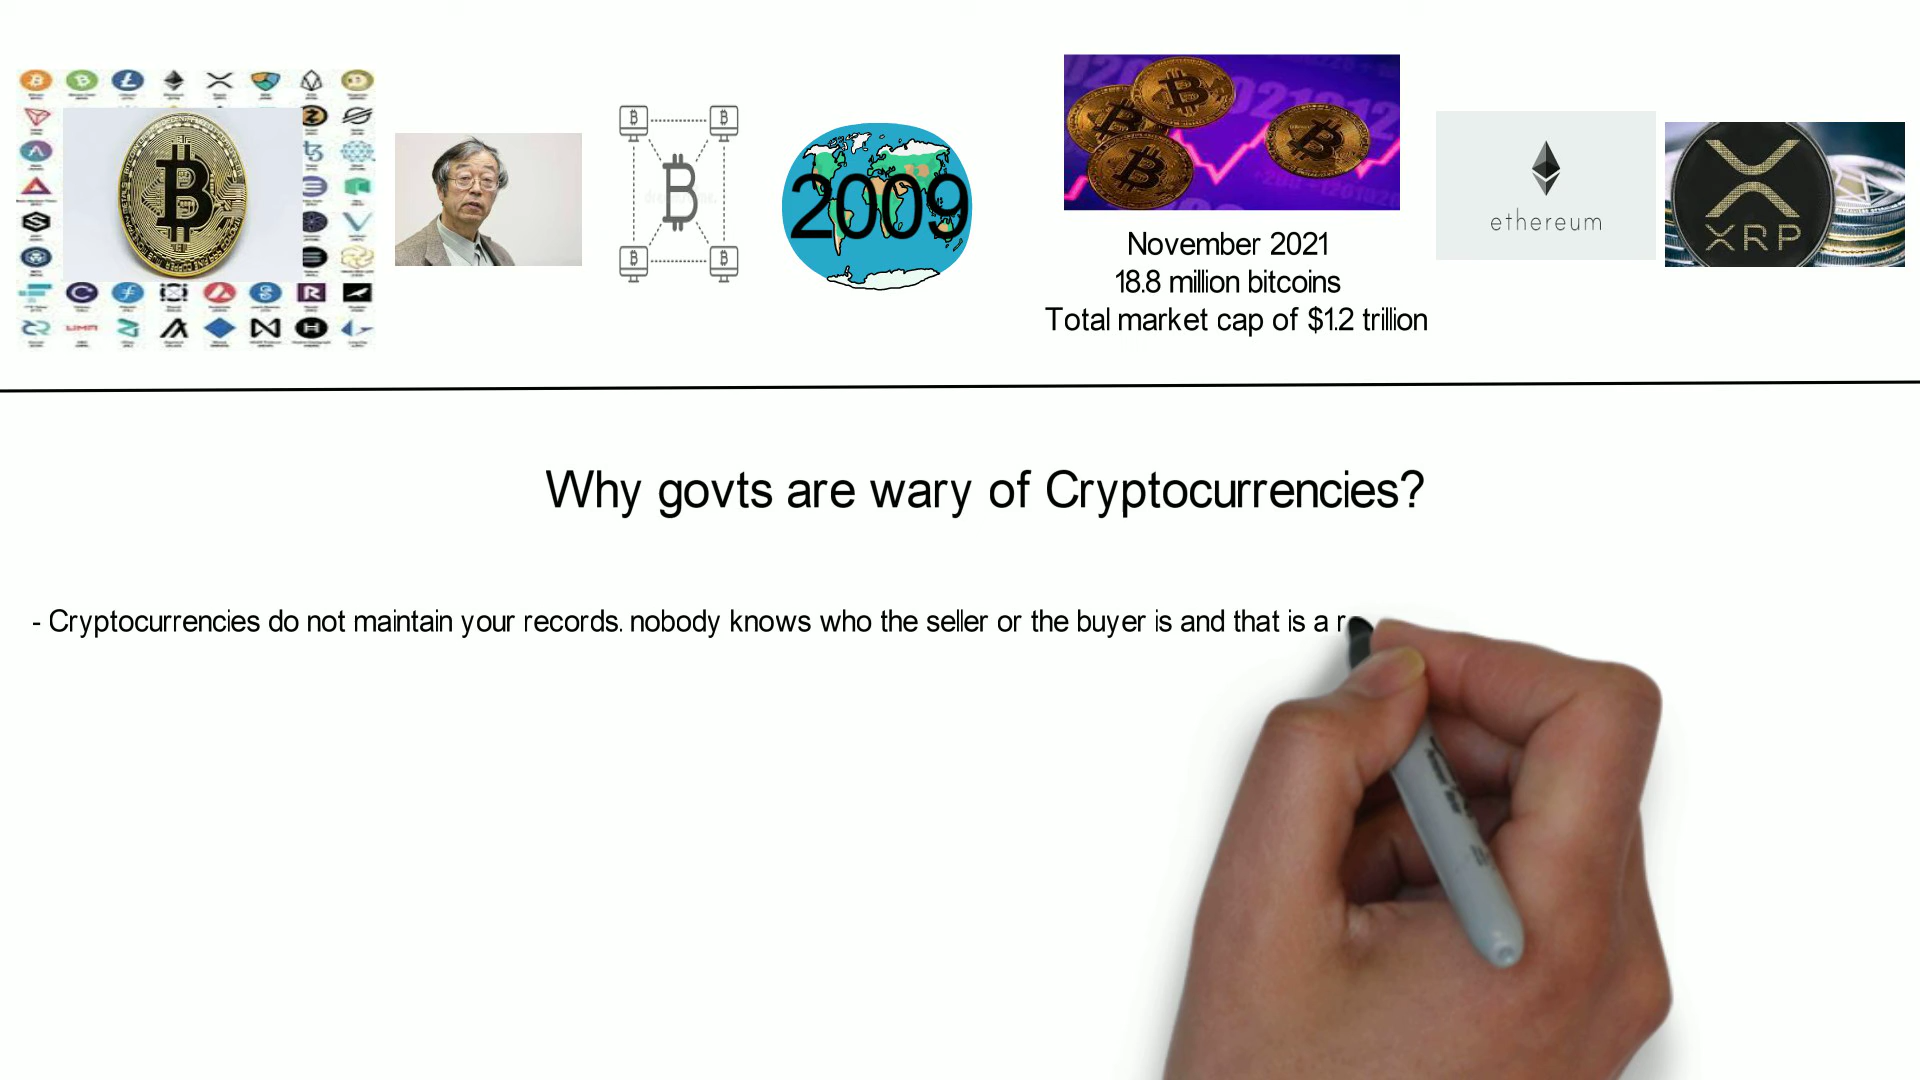 2009
November 2021
18.8 million bitcoins
Total market cap of $1.2 trillion
ethereum
XRP
Why govts are wary of Cryptocurrencies?
- Cryptocurrencies do not maintain your records. nobody knows who the seller or the buyer is and that is a r